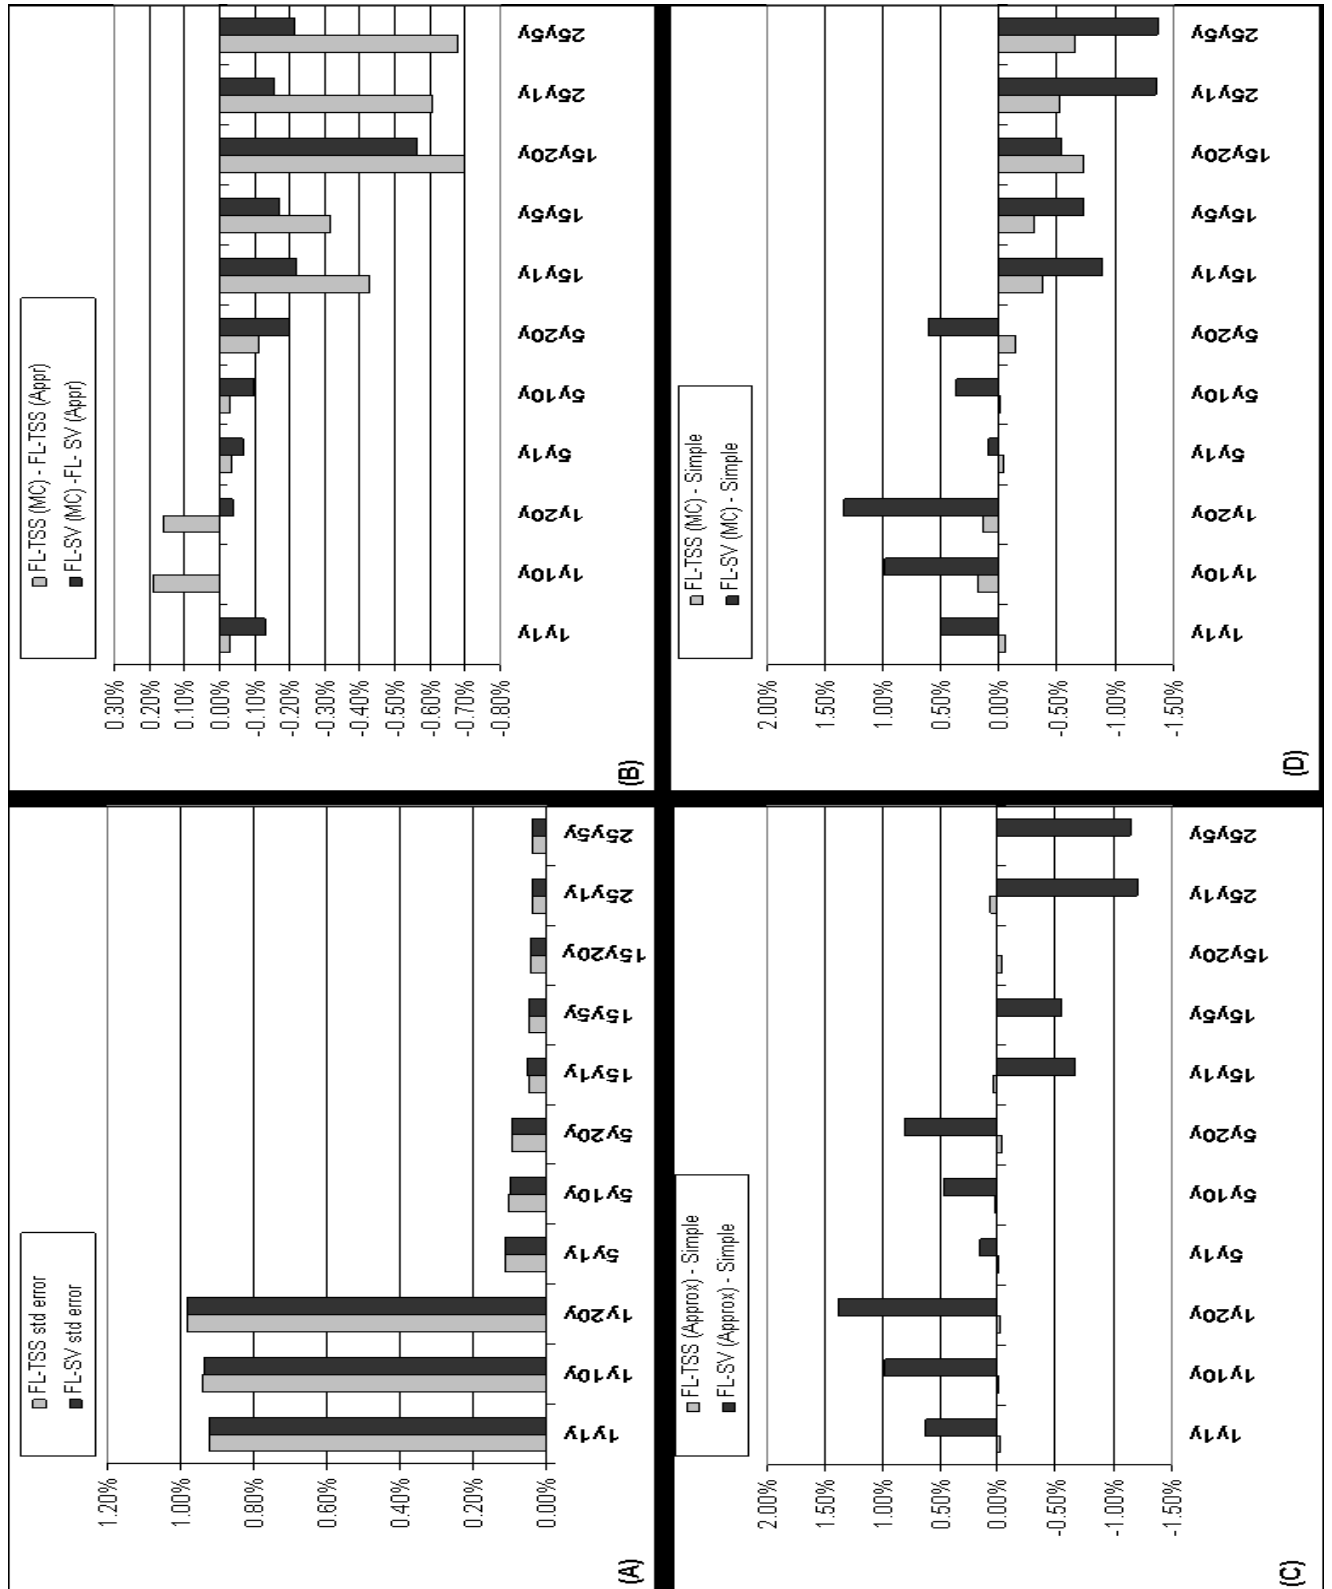 FL-TSS std error
FL-SV std error
1.20%
1.00%
0.80%
0.60%
0.40%
0.20%
0.00%
1y1y
1y10y
1y20y
5y1y
5y10y
5y20y
15y1y
15y5y
15y20y
25y1y
25y5y
(A)
FL-TSS (MC) - FL-TSS (Appr)
FL-SV (MC) -FL- SV (Appr)
0.30%
0.20%
0.10%
0.00%
-0.10%
-0.20%
-0.30%
-0.40%
-0.50%
-0.60%
-0.70%
-0.80%
1y1y
1y10y
1y20y
5y1y
5y10y
5y20y
15y1y
15y5y
15y20y
25y1y
25y5y
(B)
FL-TSS (Approx) - Simple
FL-SV (Approx) - Simple
2.00%
1.50%
1.00%
0.50%
0.00%
-0.50%
-1.00%
-1.50%
1y1y
1y10y
1y20y
5y1y
5y10y
5y20y
15y1y
15y5y
15y20y
25y1y
25y5y
(C)
FL-TSS (MC) - Simple
FL-SV (MC) - Simple
2.00%
1.50%
1.00%
0.50%
0.00%
-0.50%
-1.00%
-1.50%
1y1y
1y10y
1y20y
5y1y
5y10y
5y20y
15y1y
15y5y
15y20y
25y1y
25y5y
(D)